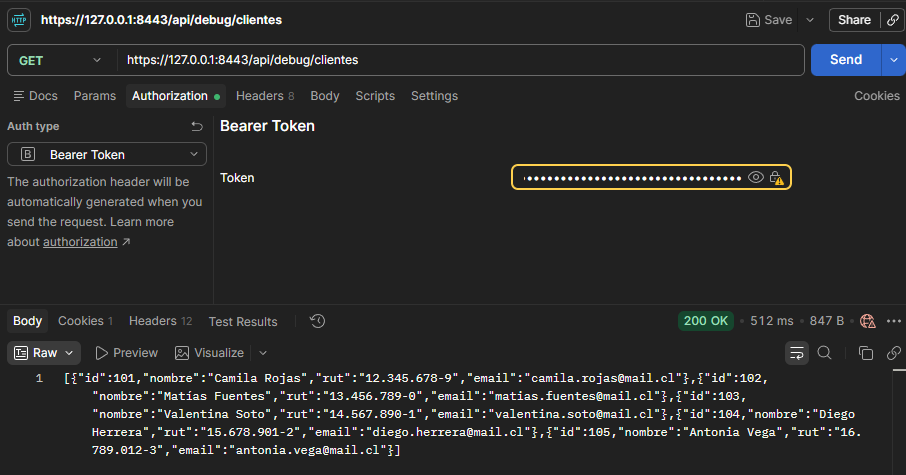 HTTP https://127.0.0.1:8443/api/debug/clientes Save Share
GET https://127.0.0.1:8443/api/debug/clientes Send
Docs Params Authorization Headers 8 Body Scripts Settings Cookies
Auth type
B Bearer Token
The authorization header will be
automatically generated when you
send the request. Learn more
about authorization ↗
Bearer Token
Token ••••••••••••••••••••••••••••••••
Body Cookies 1 Headers 12 Test Results 200 OK • 512 ms • 847 B
Raw Preview Visualize
1 [{"id":101,"nombre":"Camila Rojas","rut":"12.345.678-9","email":"camila.rojas@mail.cl"},{"id":102,
"nombre":"Matías Fuentes","rut":"13.456.789-0","email":"matias.fuentes@mail.cl"},{"id":103,
"nombre":"Valentina Soto","rut":"14.567.890-1","email":"valentina.soto@mail.cl"},{"id":104,"nombre":"Diego
Herrera","rut":"15.678.901-2","email":"diego.herrera@mail.cl"},{"id":105,"nombre":"Antonia Vega","rut":"16.
789.012-3","email":"antonia.vega@mail.cl"}]